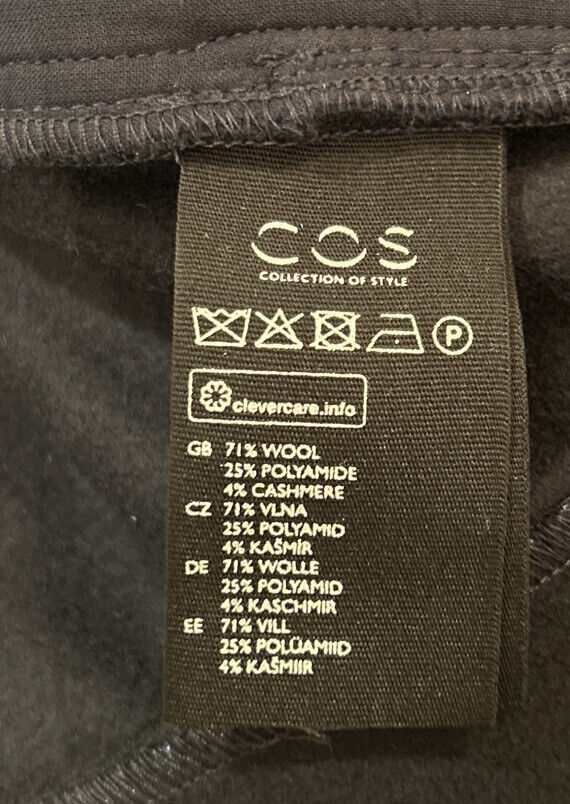 COS
COLLECTION OF STYLE
P
clevercare.info
GB 71% WOOL
25% POLYAMIDE
4% CASHMERE
CZ 71% VLNA
25% POLYAMID
4% KAŠMÍR
DE 71% WOLLE
25% POLYAMID
4% KASCHMIR
EE 71% VILL
25% POLÜAMIID
4% KAŠMIIR